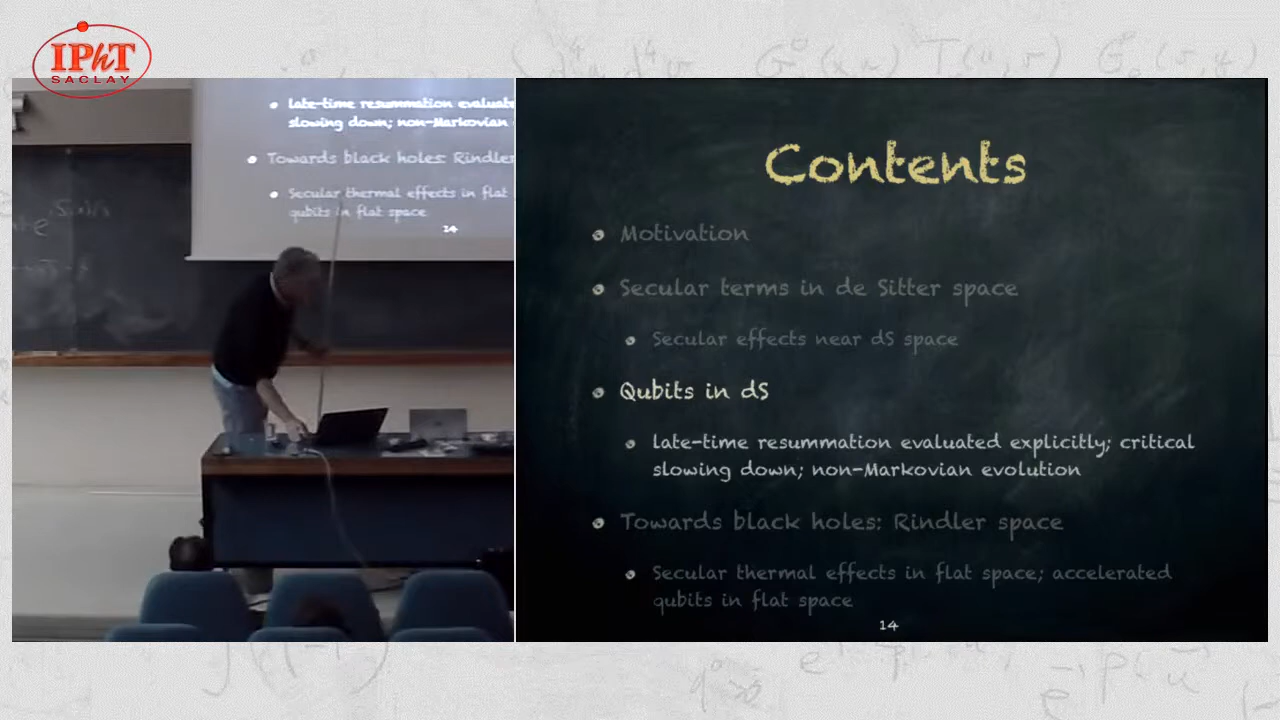 IPhT
SACLAY
late-time resummation evaluate
slowing down; non-Markovian
Towards black holes: Rindler
Secular thermal effects in flat
qubits in flat space
14
Contents
Motivation
Secular terms in de Sitter space
Secular effects near dS space
Qubits in dS
late-time resummation evaluated explicitly; critical
slowing down; non-Markovian evolution
Towards black holes: Rindler space
Secular thermal effects in flat space; accelerated
qubits in flat space
14